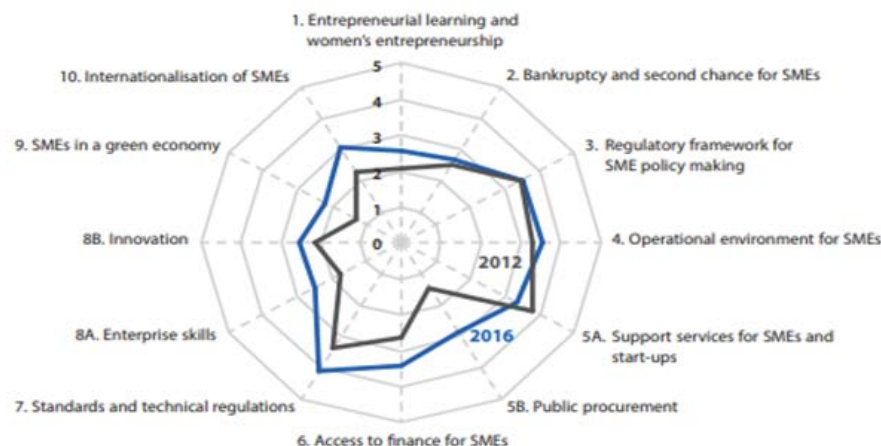 1. Entrepreneurial learning and
women's entrepreneurship
10. Internationalisation of SMEs
2. Bankruptcy and second chance for SMEs
9. SMEs in a green economy
3. Regulatory framework for
SME policy making
8B. Innovation
4. Operational environment for SMEs
8A. Enterprise skills
5A. Support services for SMEs and
start-ups
7. Standards and technical regulations
5B. Public procurement
6. Access to finance for SMEs
5
4
3
2
1
0
2012
2016